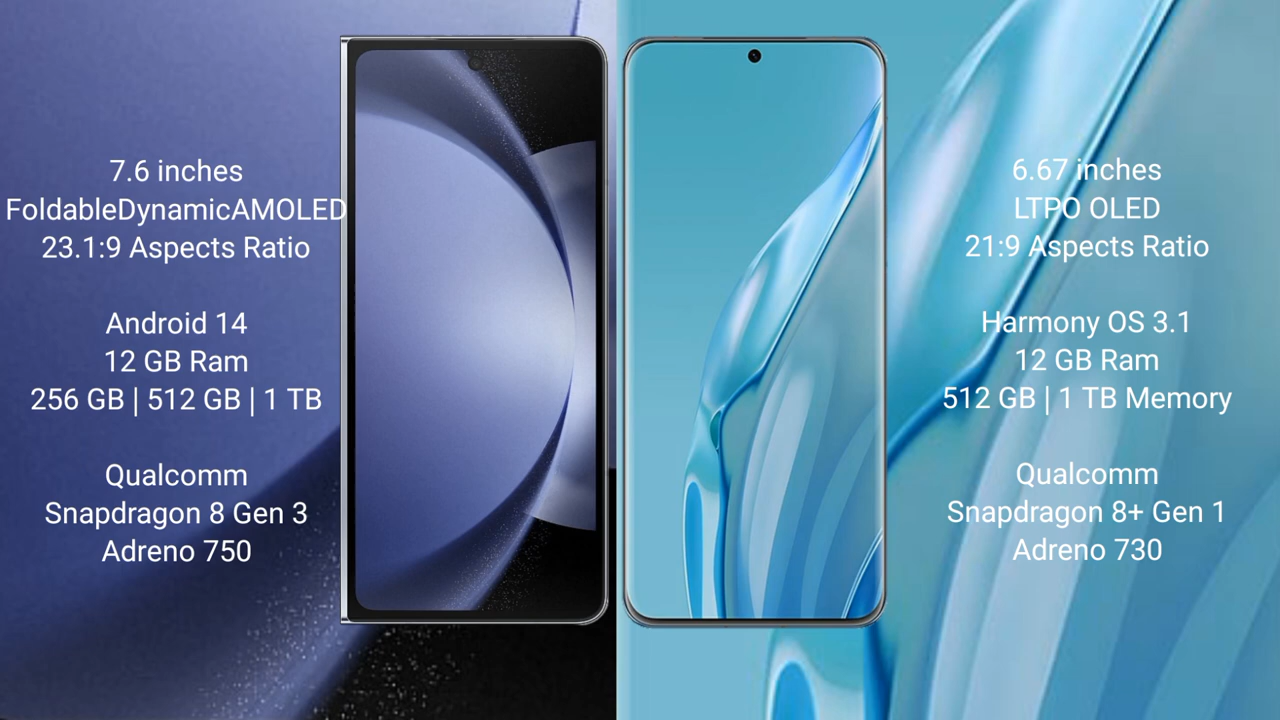 7.6 inches
FoldableDynamicAMOLED
23.1:9 Aspects Ratio
Android 14
12 GB Ram
256 GB | 512 GB | 1 TB
Qualcomm
Snapdragon 8 Gen 3
Adreno 750
6.67 inches
LTPO OLED
21:9 Aspects Ratio
Harmony OS 3.1
12 GB Ram
512 GB | 1 TB Memory
Qualcomm
Snapdragon 8+ Gen 1
Adreno 730